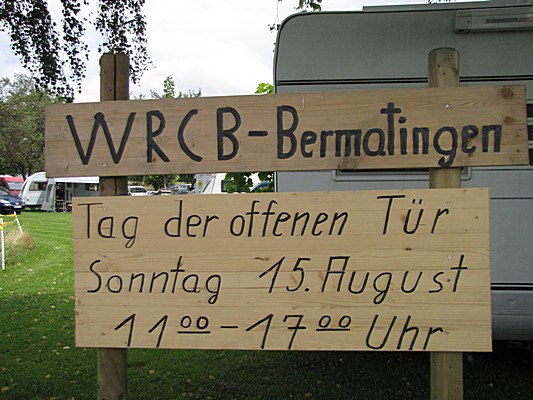 WRCB-Bermatingen
Tag der offenen Tür
Sonntag 15. August
11⁰⁰-17⁰⁰ Uhr